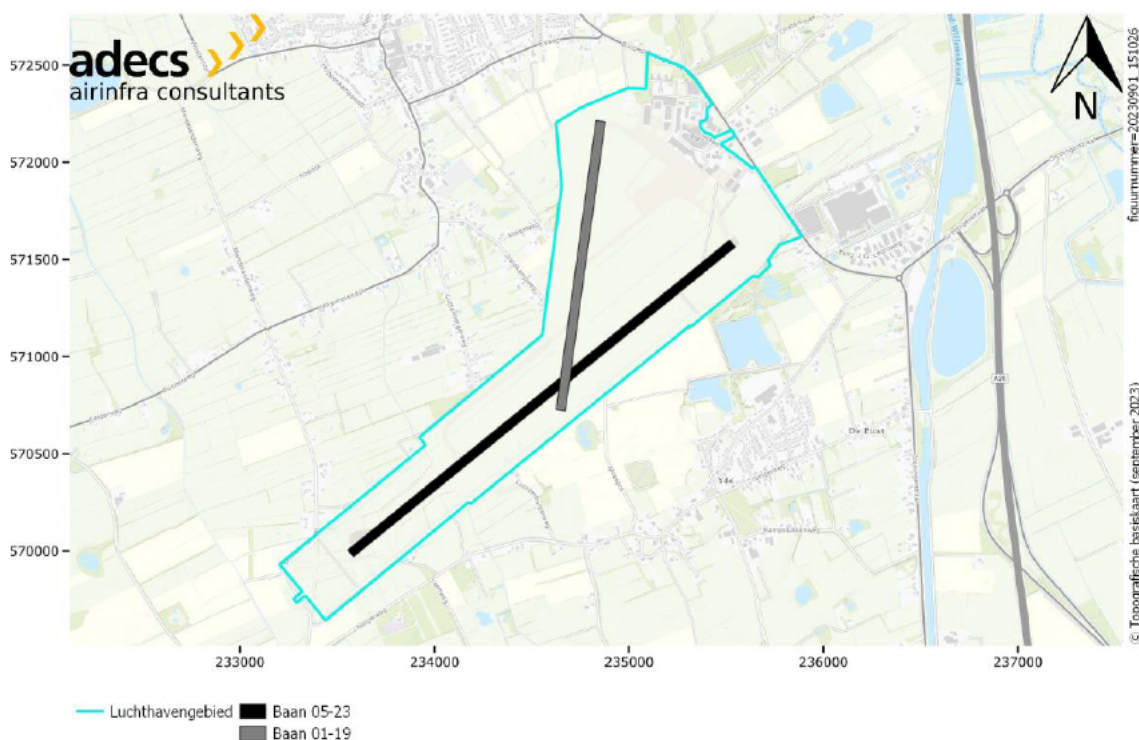 adecs
airinfra consultants
N
figuurnummer=20230901_151026
572500
572000
571500
571000
570500
570000
De Punt
Yde
A28
© Topografische basiskaart (september 2023)
233000
234000
235000
236000
237000
Luchthavengebied
Baan 05-23
Baan 01-19